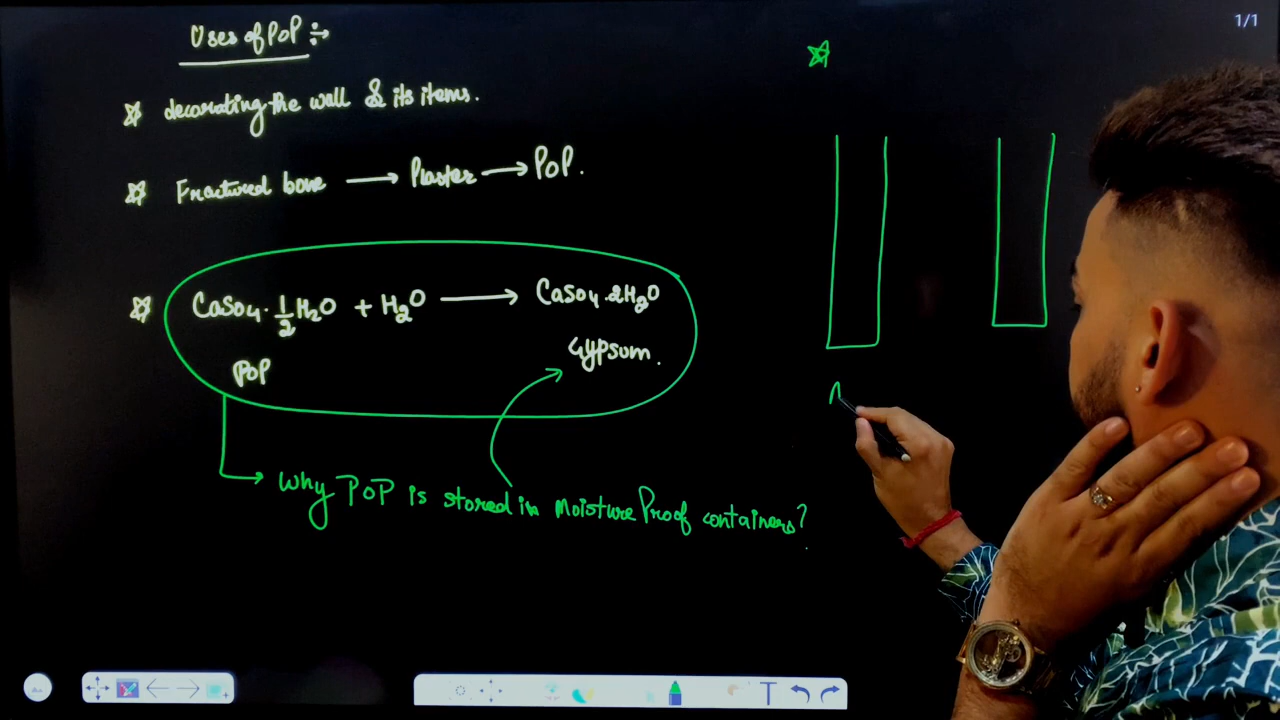 1/1
Uses of PoP :→
☆ decorating the wall & its items.
☆ Fractured bone → Plaster → PoP.
☆ CaSO4·1/2H2O + H2O → CaSO4·2H2O
PoP Gypsum.
Why PoP is stored in Moisture Proof containers?
T